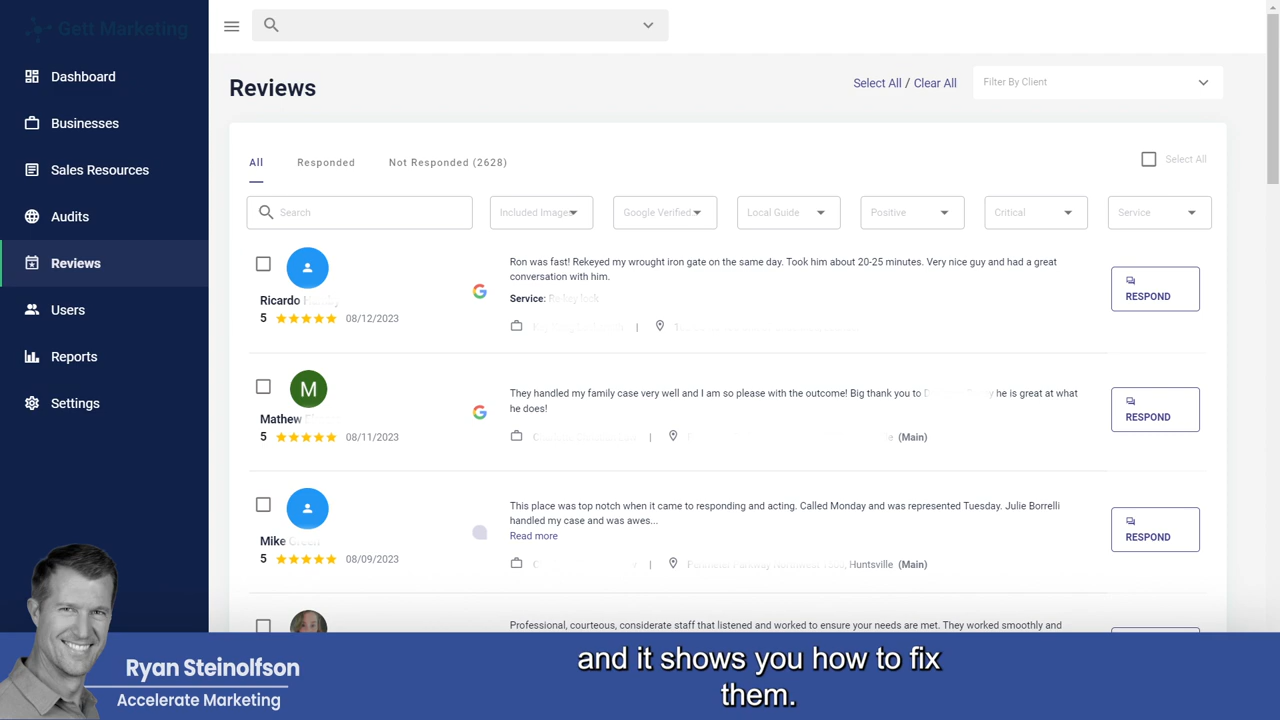 Gett Marketing
Dashboard
Businesses
Sales Resources
Audits
Reviews
Users
Reports
Settings
Reviews
Select All / Clear All
Filter By Client
All
Responded
Not Responded (2628)
Select All
Search
Included Image
Google Verified
Local Guide
Positive
Critical
Service
Ricardo
5
08/12/2023
Ron was fast! Rekeyed my wrought iron gate on the same day. Took him about 20-25 minutes. Very nice guy and had a great
conversation with him.
Service: Re key lock
|
RESPOND
M
Mathew
5
08/11/2023
They handled my family case very well and I am so please with the outcome! Big thank you to he is great at what
he does!
| (Main)
RESPOND
Mike
5
08/09/2023
This place was top notch when it came to responding and acting. Called Monday and was represented Tuesday. Julie Borrelli
handled my case and was awes...
Read more
| Huntsville (Main)
RESPOND
Professional, courteous, considerate staff that listened and worked to ensure your needs are met. They worked smoothly and
Ryan Steinolfson
Accelerate Marketing
and it shows you how to fix
them.